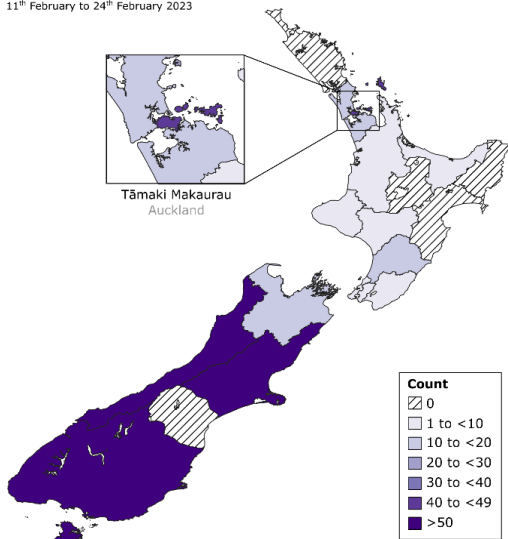 11th February to 24th February 2023
Tāmaki Makaurau
Auckland
Count
0
1 to <10
10 to <20
20 to <30
30 to <40
40 to <49
>50